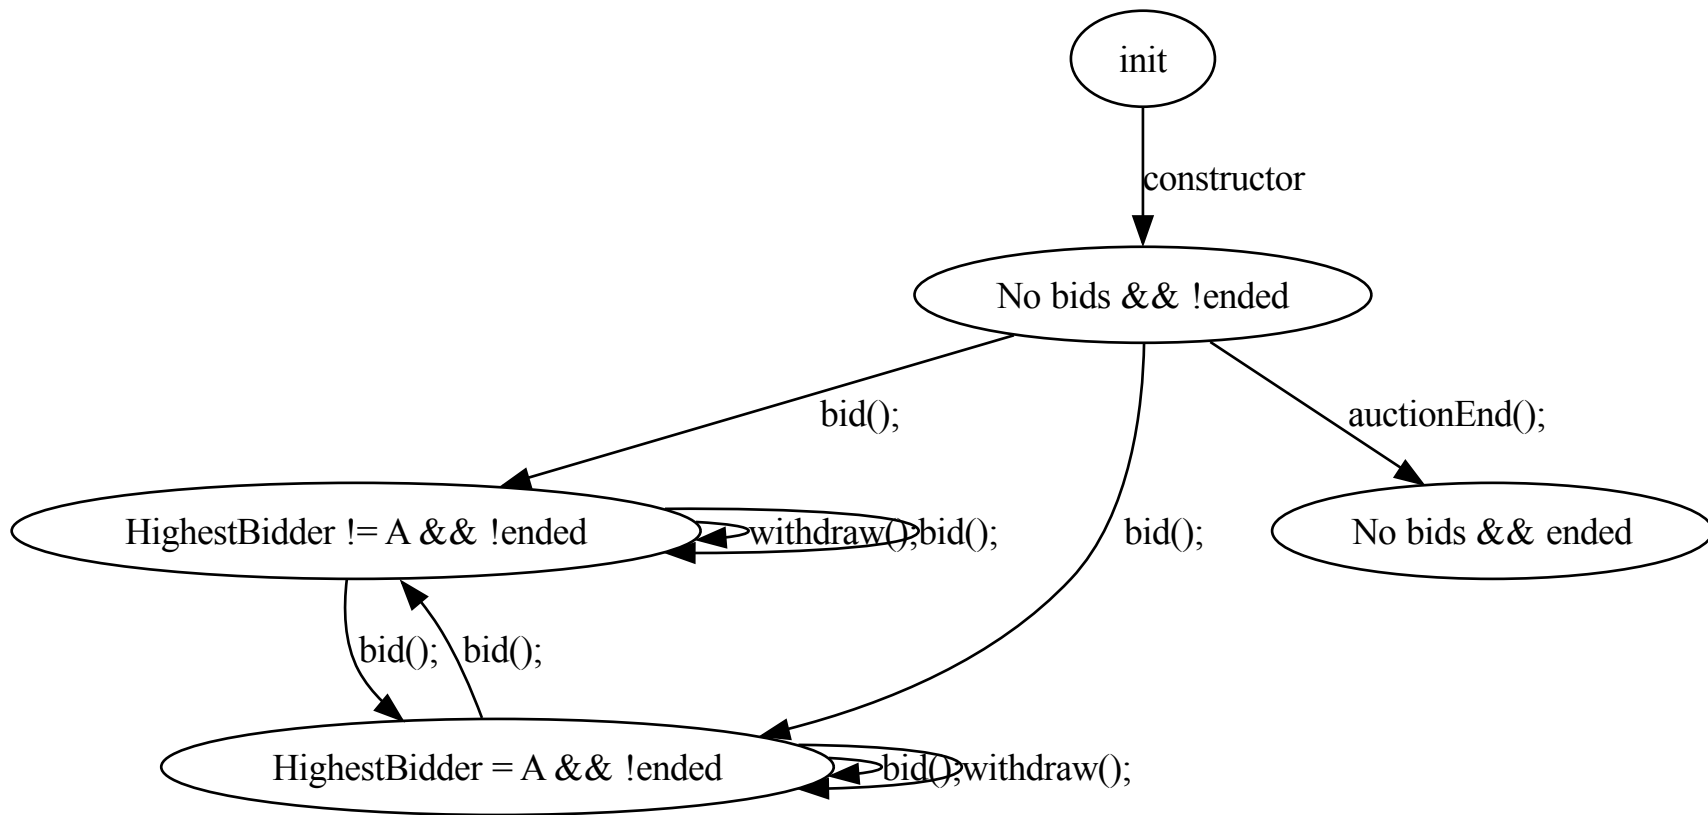 init
constructor
No bids && !ended
bid();
auctionEnd();
HighestBidder != A && !ended
withdraw();
bid();
bid();
No bids && ended
bid();
bid();
HighestBidder = A && !ended
bid();
withdraw();